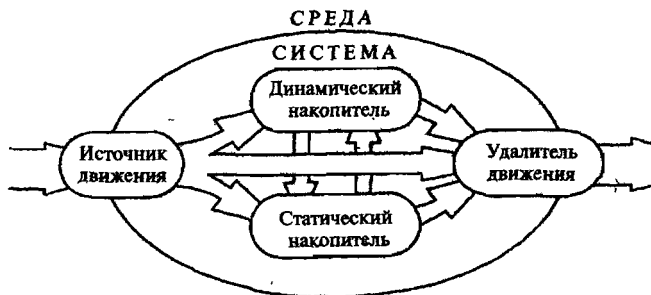 СРЕДА
СИСТЕМА
Динамический
накопитель
Источник
движения
Удалитель
движения
Статический
накопитель